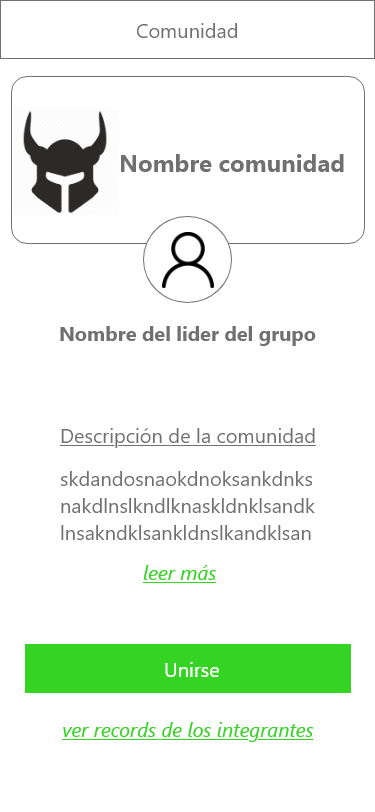 Comunidad
Nombre comunidad
Nombre del lider del grupo
Descripción de la comunidad
skdandosnaokdnoksankdnks
nakdlnslkndlknaskldnklsandk
lnsakndklsankldnslkandklsan
leer más
Unirse
ver records de los integrantes